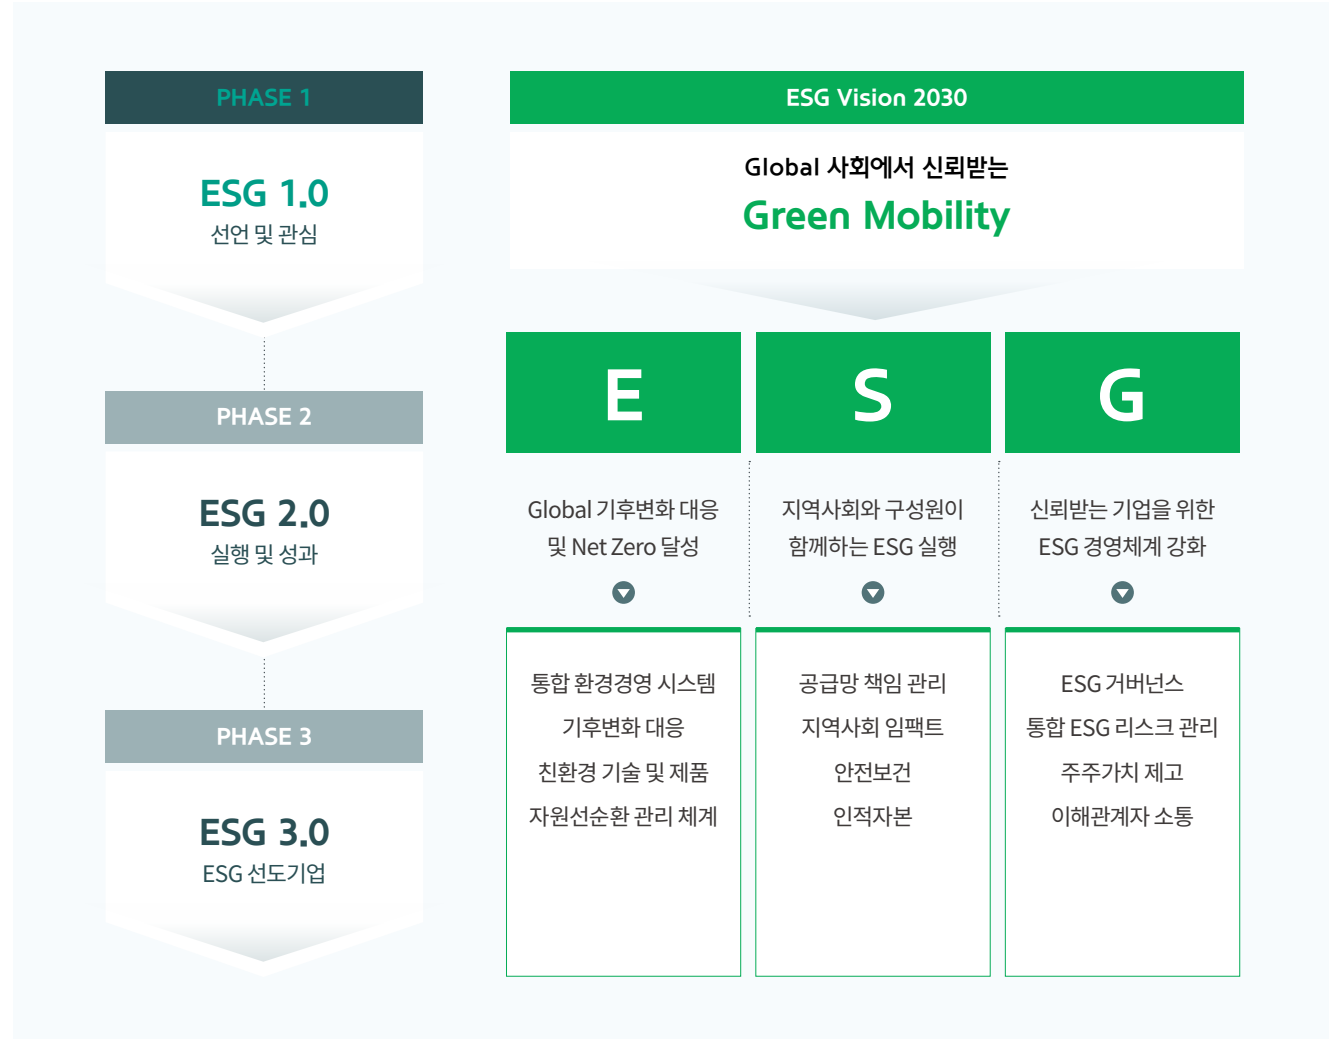 PHASE 1
ESG 1.0
선언 및 관심
PHASE 2
ESG 2.0
실행 및 성과
PHASE 3
ESG 3.0
ESG 선도기업
ESG Vision 2030
Global 사회에서 신뢰받는
Green Mobility
E
Global 기후변화 대응
및 Net Zero 달성
통합 환경경영 시스템
기후변화 대응
친환경 기술 및 제품
자원선순환 관리 체계
S
지역사회와 구성원이
함께하는 ESG 실행
공급망 책임 관리
지역사회 임팩트
안전보건
인적자본
G
신뢰받는 기업을 위한
ESG 경영체계 강화
ESG 거버넌스
통합 ESG 리스크 관리
주주가치 제고
이해관계자 소통